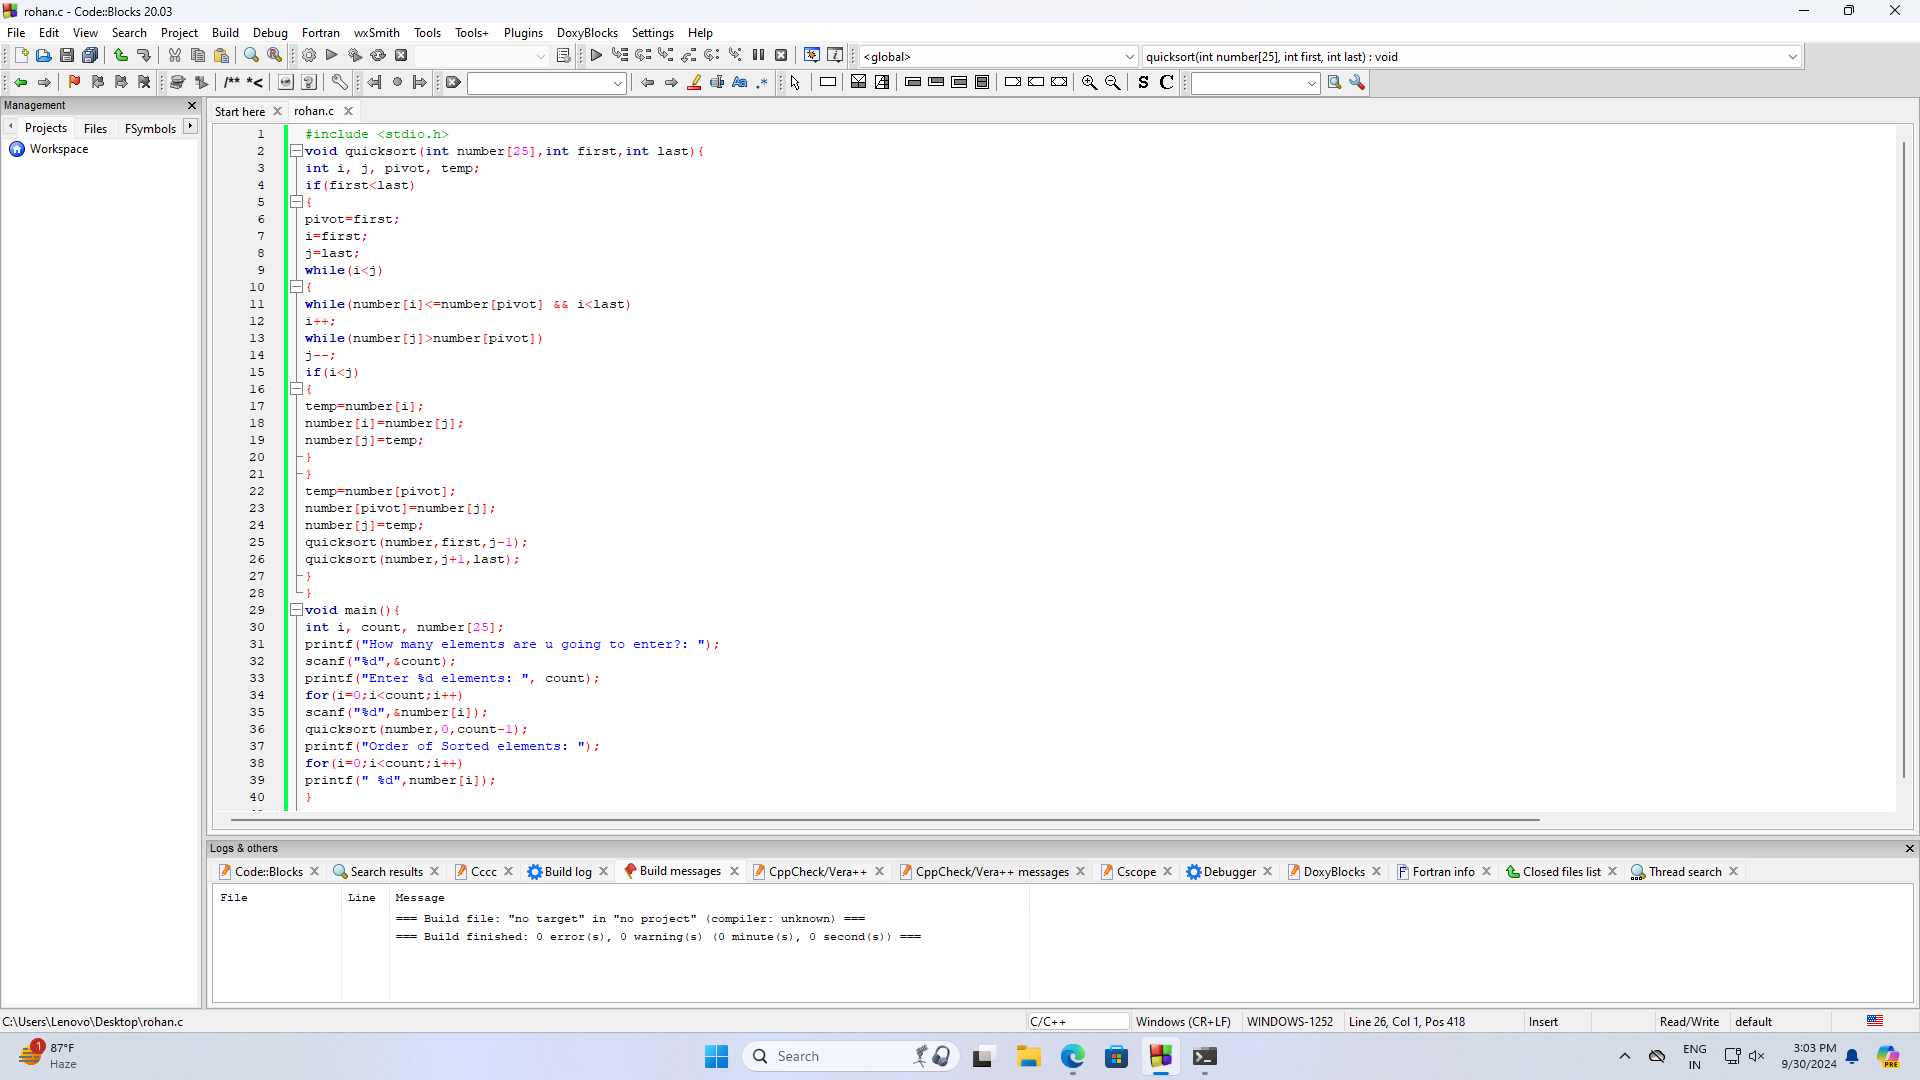 rohan.c - Code::Blocks 20.03
File Edit View Search Project Build Debug Fortran wxSmith Tools Tools+ Plugins DoxyBlocks Settings Help
<global> quicksort(int number[25], int first, int last) : void
/** *< Aa .* S C
Management
Projects Files FSymbols
Workspace
Start here rohan.c
1 #include <stdio.h>
2 void quicksort(int number[25],int first,int last){
3 int i, j, pivot, temp;
4 if(first<last)
5 {
6 pivot=first;
7 i=first;
8 j=last;
9 while(i<j)
10 {
11 while(number[i]<=number[pivot] && i<last)
12 i++;
13 while(number[j]>number[pivot])
14 j--;
15 if(i<j)
16 {
17 temp=number[i];
18 number[i]=number[j];
19 number[j]=temp;
20 }
21 }
22 temp=number[pivot];
23 number[pivot]=number[j];
24 number[j]=temp;
25 quicksort(number,first,j-1);
26 quicksort(number,j+1,last);
27 }
28 }
29 void main(){
30 int i, count, number[25];
31 printf("How many elements are u going to enter?: ");
32 scanf("%d",&count);
33 printf("Enter %d elements: ", count);
34 for(i=0;i<count;i++)
35 scanf("%d",&number[i]);
36 quicksort(number,0,count-1);
37 printf("Order of Sorted elements: ");
38 for(i=0;i<count;i++)
39 printf(" %d",number[i]);
40 }
Logs & others
Code::Blocks Search results Cccc Build log Build messages CppCheck/Vera++ CppCheck/Vera++ messages Cscope Debugger DoxyBlocks Fortran info Closed files list Thread search
File Line Message
=== Build file: "no target" in "no project" (compiler: unknown) ===
=== Build finished: 0 error(s), 0 warning(s) (0 minute(s), 0 second(s)) ===
C:\Users\Lenovo\Desktop\rohan.c C/C++ Windows (CR+LF) WINDOWS-1252 Line 26, Col 1, Pos 418 Insert Read/Write default
1 87°F
Haze
Search
ENG
IN
3:03 PM
9/30/2024
PRE